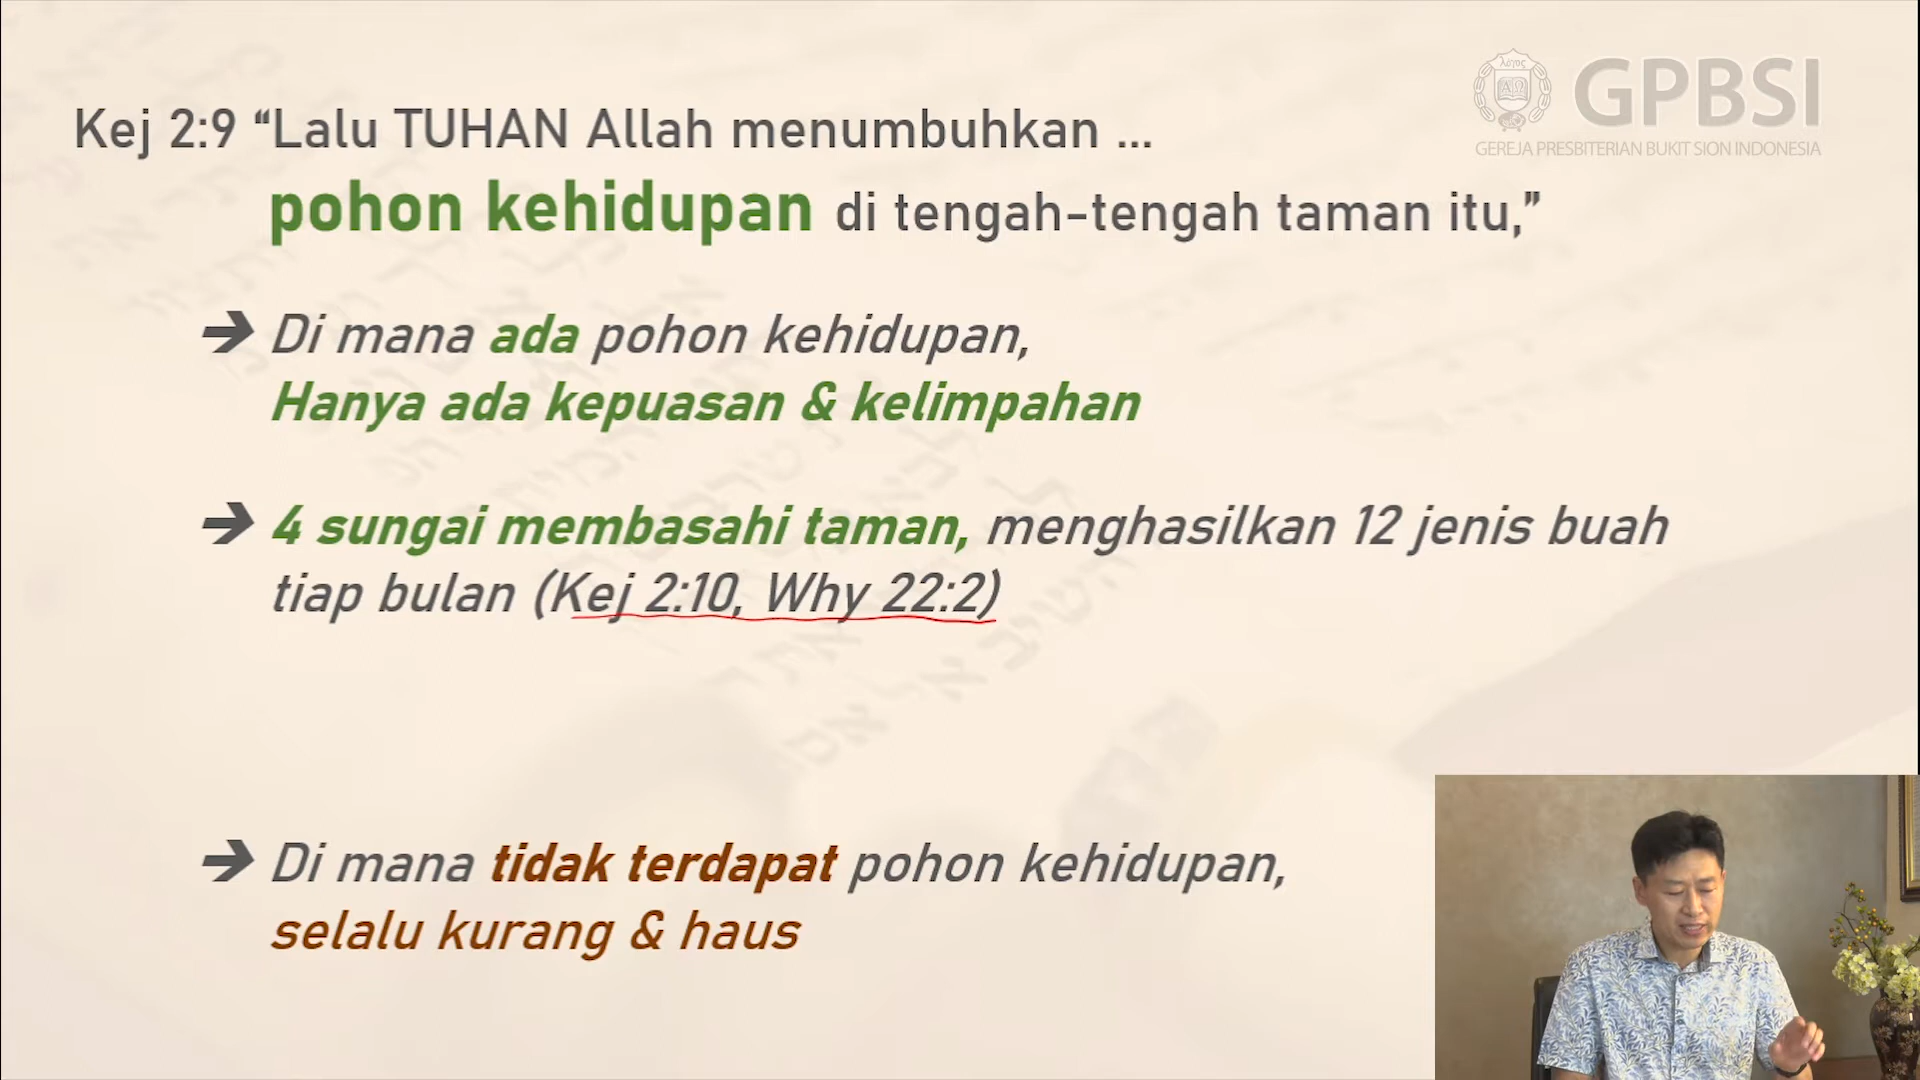 λόγος
ΑΩ
GPBSI
GEREJA PRESBITERIAN BUKIT SION INDONESIA
Kej 2:9 “Lalu TUHAN Allah menumbuhkan ...
pohon kehidupan di tengah-tengah taman itu,”
➔ Di mana ada pohon kehidupan,
Hanya ada kepuasan & kelimpahan
➔ 4 sungai membasahi taman, menghasilkan 12 jenis buah
tiap bulan (Kej 2:10, Why 22:2)
➔ Di mana tidak terdapat pohon kehidupan,
selalu kurang & haus